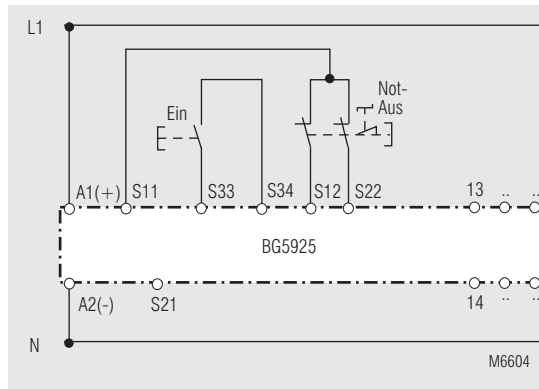 L1
Not-
Aus
Ein
A1(+) S11 S33 S34 S12 S22 13 .. ..
BG5925
A2(-) S21 14 .. ..
N
M6604